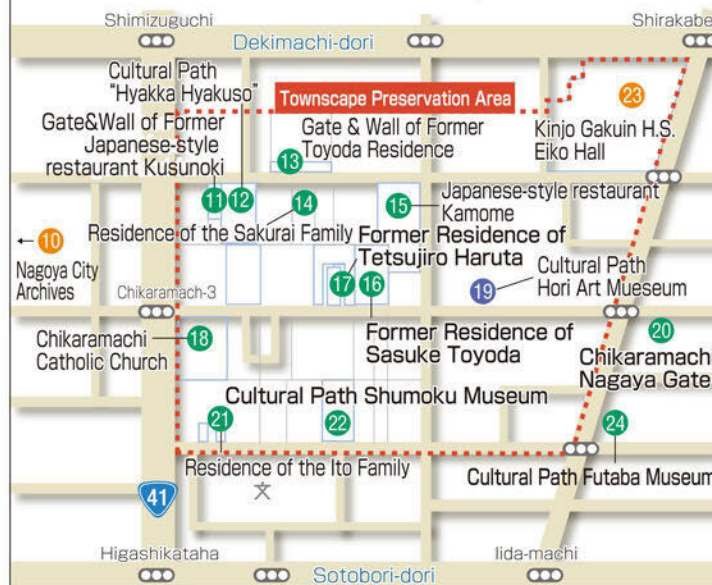 Shimizuguchi
Shirakabe
Dekimachi-dori
Cultural Path
"Hyakka Hyakuso"
Townscape Preservation Area
23
Gate&Wall of Former
Japanese-style
restaurant Kusunoki
Gate & Wall of Former
Toyoda Residence
Kinjo Gakuin H.S.
Eiko Hall
13
11
12
14
15
Japanese-style restaurant
Kamome
← 10
Nagoya City
Archives
Residence of the Sakurai Family
Former Residence of
Tetsujiro Haruta
17
16
19
Cultural Path
Hori Art Mueseum
Chikaramach-3
18
Chikaramachi
Catholic Church
Former Residence of
Sasuke Toyoda
20
Chikaramach
Nagaya Gate
Cultural Path Shumoku Museum
21
22
24
Residence of the Ito Family
Cultural Path Futaba Museum
41
文
Higashikataha
Iida-machi
Sotobori-dori